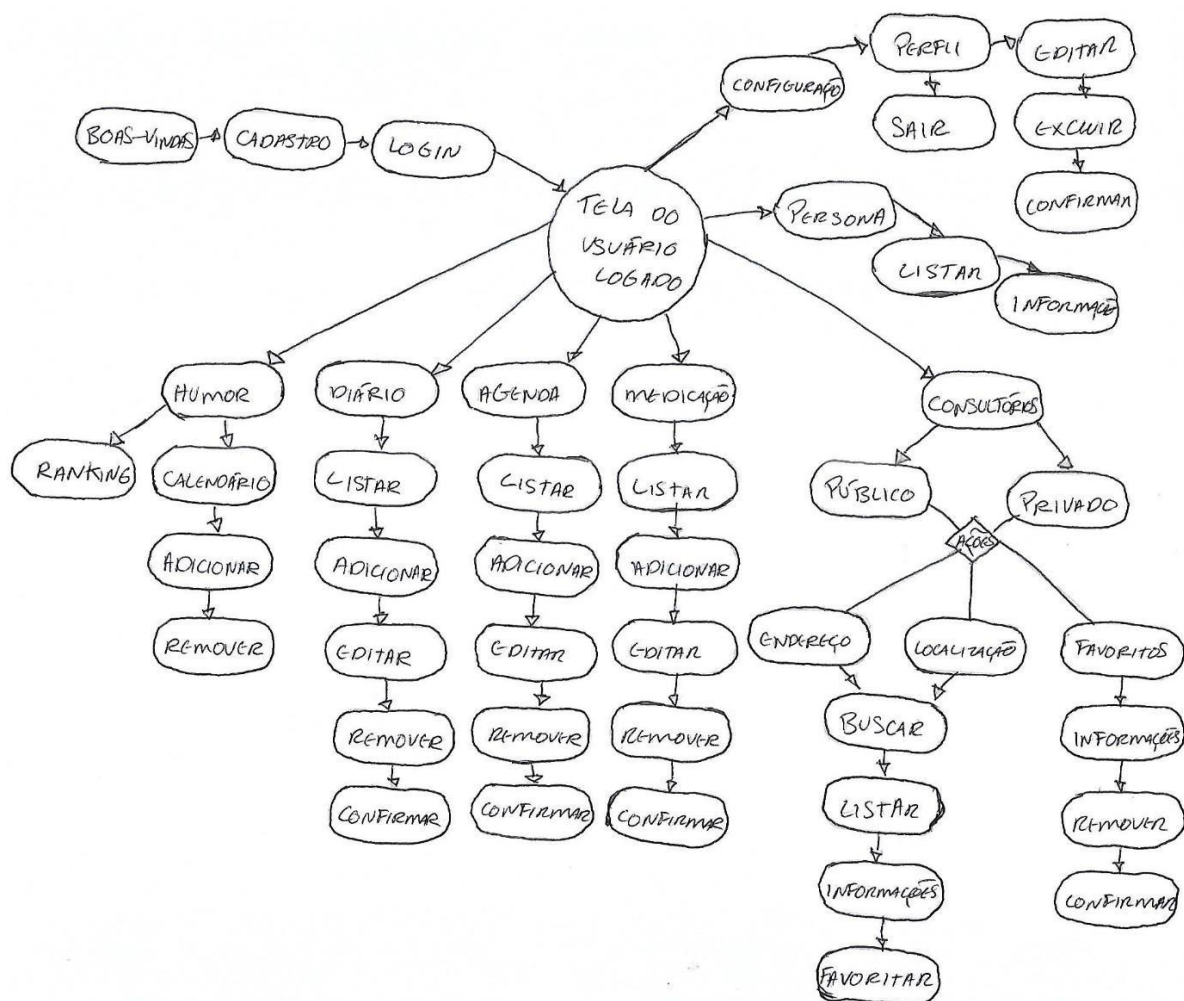 BOAS-VINDAS
CADASTRO
LOGIN
TELA DO
USUÁRIO
LOGADO
CONFIGURAÇÃO
PERFIL
EDITAR
SAIR
EXCLUIR
CONFIRMAR
PERSONA
LISTAR
INFORMAÇÕE
HUMOR
RANKING
CALENDÁRIO
ADICIONAR
REMOVER
DIÁRIO
LISTAR
ADICIONAR
EDITAR
REMOVER
CONFIRMAR
AGENDA
LISTAR
ADICIONAR
EDITAR
REMOVER
CONFIRMAR
MEDICAÇÃO
LISTAR
ADICIONAR
EDITAR
REMOVER
CONFIRMAR
CONSULTÓRIOS
PÚBLICO
PRIVADO
AÇÕES
ENDEREÇO
LOCALIZAÇÃO
BUSCAR
LISTAR
INFORMAÇÕES
FAVORITAR
FAVORITOS
INFORMAÇÕES
REMOVER
CONFIRMAR